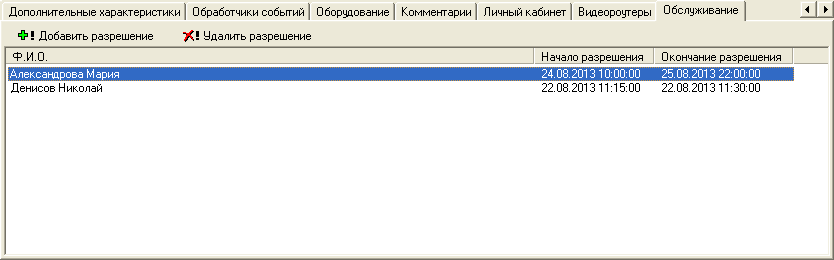 Дополнительные характеристики Обработчики событий Оборудование Комментарии Личный кабинет Видеороутеры Обслуживание
Добавить разрешение Удалить разрешение
Ф.И.О. Начало разрешения Окончание разрешения
Александрова Мария 24.08.2013 10:00:00 25.08.2013 22:00:00
Денисов Николай 22.08.2013 11:15:00 22.08.2013 11:30:00